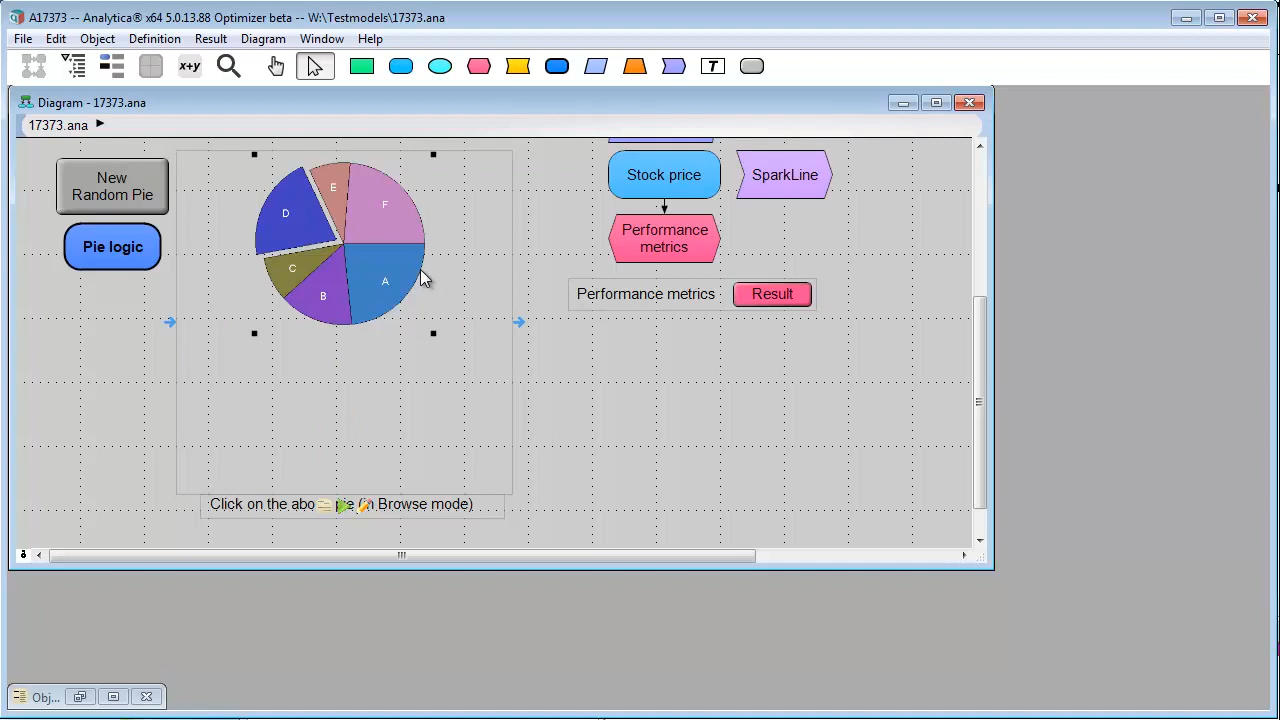 A17373 -- Analytica® x64 5.0.13.88 Optimizer beta -- W:\Testmodels\17373.ana
File Edit Object Definition Result Diagram Window Help
x+y
T
Diagram - 17373.ana
17373.ana
New
Random Pie
Pie logic
E
F
D
C
B
A
Stock price
SparkLine
Performance
metrics
Performance metrics
Result
Click on the abo pie (in Browse mode)
Obj...